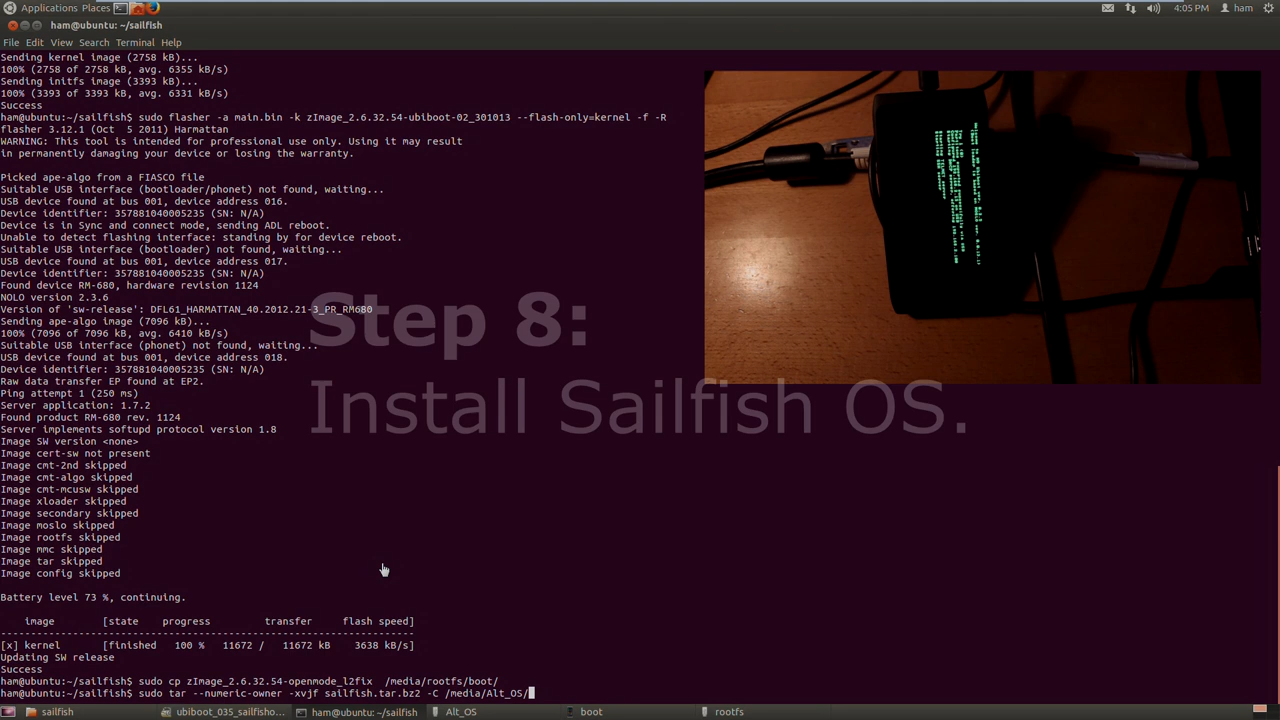 Applications Places
4:05 PM ham
ham@ubuntu: ~/sailfish
File Edit View Search Terminal Help
Sending kernel image (2758 kB)...
100% (2758 of 2758 kB, avg. 6355 kB/s)
Sending initfs image (3393 kB)...
100% (3393 of 3393 kB, avg. 6331 kB/s)
Success
ham@ubuntu:~/sailfish$ sudo flasher -a main.bin -k zImage_2.6.32.54-ubiboot-02_301013 --flash-only=kernel -f -R
flasher 3.12.1 (Oct  5 2011) Harmattan
WARNING: This tool is intended for professional use only. Using it may result
in permanently damaging your device or losing the warranty.
Picked ape-algo from a FIASCO file
Suitable USB interface (bootloader/phonet) not found, waiting...
USB device found at bus 001, device address 016.
Device identifier: 357881040005235 (SN: N/A)
Device is in Sync and connect mode, sending ADL reboot.
Unable to detect flashing interface: standing by for device reboot.
Suitable USB interface (bootloader) not found, waiting...
USB device found at bus 001, device address 017.
Device identifier: 357881040005235 (SN: N/A)
Found device RM-680, hardware revision 1124
NOLO version 2.3.6
Version of 'sw-release': DFL61_HARMATTAN_40.2012.21-3_PR_RM680
Sending ape-algo image (7096 kB)...
100% (7096 of 7096 kB, avg. 6410 kB/s)
Suitable USB interface (phonet) not found, waiting...
USB device found at bus 001, device address 018.
Device identifier: 357881040005235 (SN: N/A)
Raw data transfer EP found at EP2.
Ping attempt 1 (250 ms)
Server application: 1.7.2
Found product RM-680 rev. 1124
Server implements softupd protocol version 1.8
Image SW version <none>
Image cert-sw not present
Image cmt-2nd skipped
Image cmt-algo skipped
Image cmt-mcusw skipped
Image xloader skipped
Image secondary skipped
Image moslo skipped
Image rootfs skipped
Image mmc skipped
Image tar skipped
Image config skipped
Step 8:
Install Sailfish OS.
Battery level 73 %, continuing.
image [state progress transfer flash speed]
---------------------------------------------------------------------
[x] kernel [finished 100 % 11672 / 11672 kB 3638 kB/s]
Updating SW release
Success
ham@ubuntu:~/sailfish$ sudo cp zImage_2.6.32.54-openmode_l2fix  /media/rootfs/boot/
ham@ubuntu:~/sailfish$ sudo tar --numeric-owner -xvjf sailfish.tar.bz2 -C /media/Alt_OS/
sailfish ubiboot_035_sailfisho... ham@ubuntu: ~/sailfish Alt_OS boot rootfs